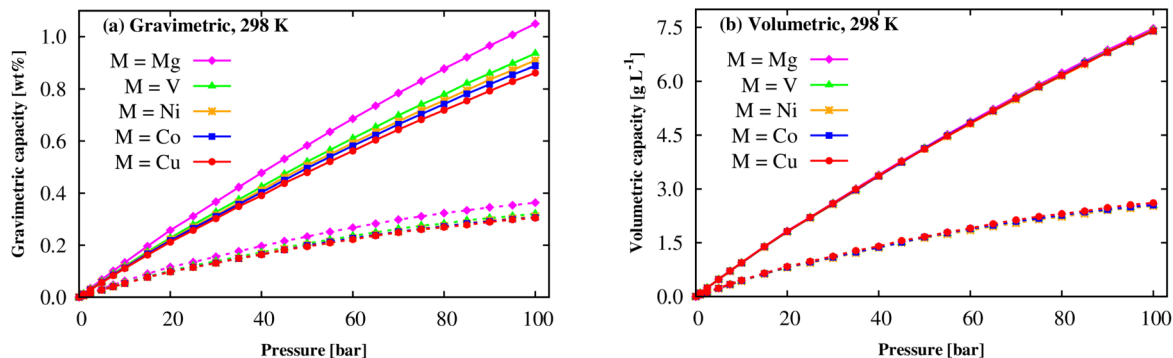 (a) Gravimetric, 298 K
M = Mg
M = V
M = Ni
M = Co
M = Cu
Gravimetric capacity [wt%]
1.0
0.8
0.6
0.4
0.2
0.0
0 20 40 60 80 100
Pressure [bar]
(b) Volumetric, 298 K
M = Mg
M = V
M = Ni
M = Co
M = Cu
Volumetric capacity [g L⁻¹]
7.5
6.0
4.5
3.0
1.5
0.0
0 20 40 60 80 100
Pressure [bar]